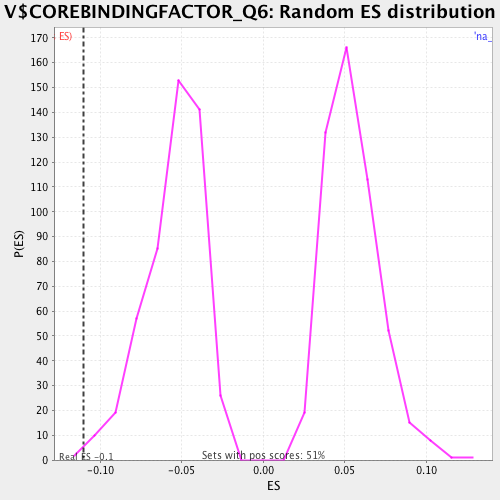 V$COREBINDINGFACTOR_Q6: Random ES distribution
ES)
'na_
170
160
150
140
130
120
110
100
90
80
70
60
50
40
30
20
10
0
P(ES)
Real ES -0.1
Sets with pos scores: 51%
-0.10 -0.05 0.00 0.05 0.10
ES